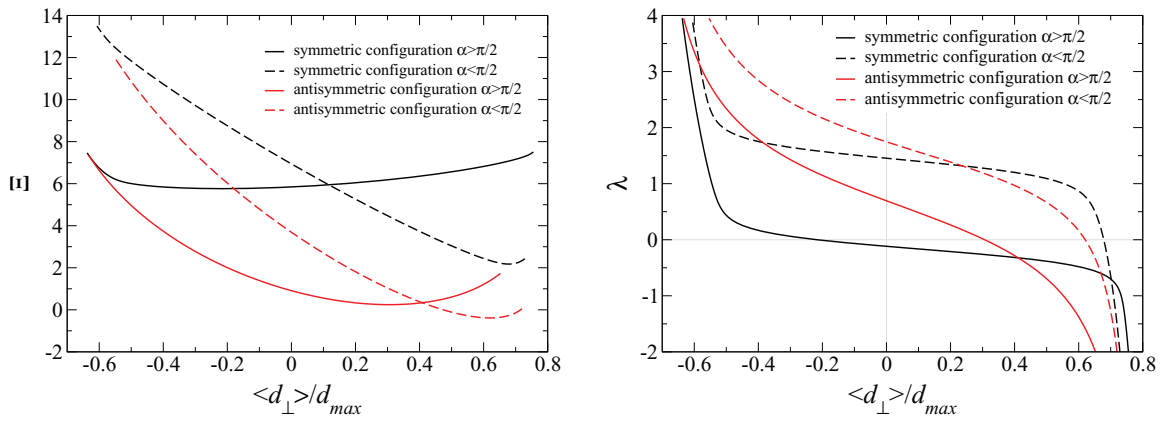 14
12
10
8
6
4
2
0
-2
Ξ
symmetric configuration α>π/2
symmetric configuration α<π/2
antisymmetric configuration α>π/2
antisymmetric configuration α<π/2
-0.6 -0.4 -0.2 0 0.2 0.4 0.6 0.8
<d⊥>/dmax
4
3
2
1
0
-1
-2
λ
symmetric configuration α>π/2
symmetric configuration α<π/2
antisymmetric configuration α>π/2
antisymmetric configuration α<π/2
-0.6 -0.4 -0.2 0 0.2 0.4 0.6 0.8
<d⊥>/dmax